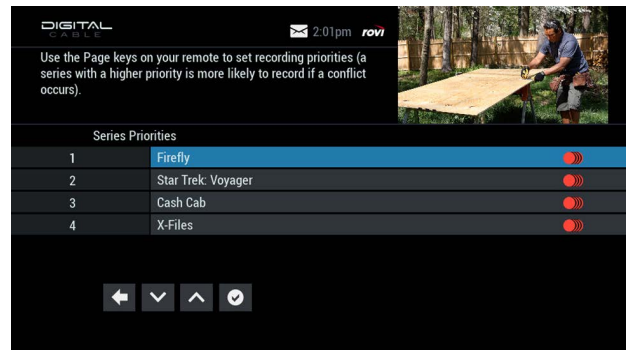 DIGITAL
CABLE
2:01pm rovi
Use the Page keys on your remote to set recording priorities (a
series with a higher priority is more likely to record if a conflict
occurs).
Series Priorities
1 Firefly
2 Star Trek: Voyager
3 Cash Cab
4 X-Files